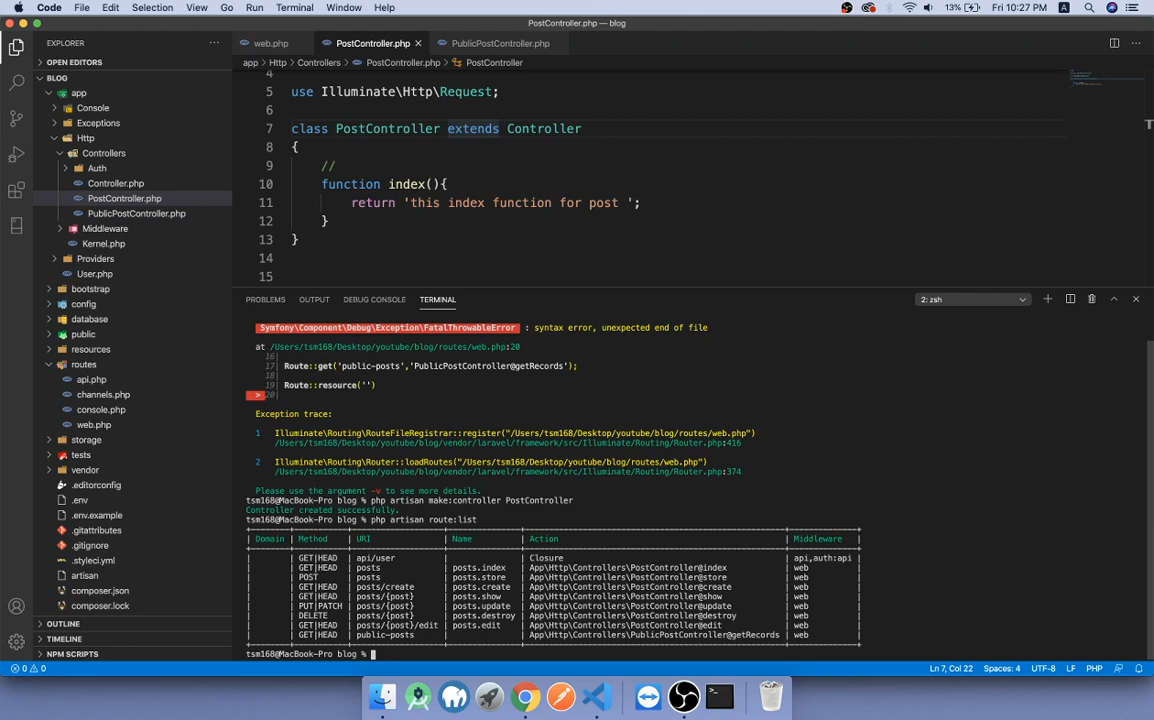 Code File Edit Selection View Go Run Terminal Window Help 13% Fri 10:27 PM A
PostController.php — blog
EXPLORER ···
web.php PostController.php × PublicPostController.php
OPEN EDITORS
app > Http > Controllers > PostController.php > PostController
BLOG
app
Console
Exceptions
Http
Controllers
Auth
Controller.php
PostController.php
PublicPostController.php
Middleware
Kernel.php
Providers
User.php
bootstrap
config
database
public
resources
routes
api.php
channels.php
console.php
web.php
storage
tests
vendor
.editorconfig
.env
.env.example
.gitattributes
.gitignore
.styleci.yml
artisan
composer.json
composer.lock
OUTLINE
TIMELINE
NPM SCRIPTS
4
5 use Illuminate\Http\Request;
6
7 class PostController extends Controller
8 {
9 //
10 function index(){
11 return 'this index function for post ';
12 }
13 }
14
15
PROBLEMS OUTPUT DEBUG CONSOLE TERMINAL 2: zsh
Symfony\Component\Debug\Exception\FatalThrowableError : syntax error, unexpected end of file
at /Users/tsm168/Desktop/youtube/blog/routes/web.php:20
16|
17| Route::get('public-posts','PublicPostController@getRecords');
18|
19| Route::resource('')
> 20|
Exception trace:
1 Illuminate\Routing\RouteFileRegistrar::register("/Users/tsm168/Desktop/youtube/blog/routes/web.php")
/Users/tsm168/Desktop/youtube/blog/vendor/laravel/framework/src/Illuminate/Routing/Router.php:416
2 Illuminate\Routing\Router::loadRoutes("/Users/tsm168/Desktop/youtube/blog/routes/web.php")
/Users/tsm168/Desktop/youtube/blog/vendor/laravel/framework/src/Illuminate/Routing/Router.php:374
Please use the argument -v to see more details.
tsm168@MacBook-Pro blog % php artisan make:controller PostController
Controller created successfully.
tsm168@MacBook-Pro blog % php artisan route:list
| Domain | Method | URI | Name | Action | Middleware |
| | GET|HEAD | api/user | | Closure | api,auth:api |
| | GET|HEAD | posts | posts.index | App\Http\Controllers\PostController@index | web |
| | POST | posts | posts.store | App\Http\Controllers\PostController@store | web |
| | GET|HEAD | posts/create | posts.create | App\Http\Controllers\PostController@create | web |
| | GET|HEAD | posts/{post} | posts.show | App\Http\Controllers\PostController@show | web |
| | PUT|PATCH | posts/{post} | posts.update | App\Http\Controllers\PostController@update | web |
| | DELETE | posts/{post} | posts.destroy | App\Http\Controllers\PostController@destroy | web |
| | GET|HEAD | posts/{post}/edit | posts.edit | App\Http\Controllers\PostController@edit | web |
| | GET|HEAD | public-posts | | App\Http\Controllers\PublicPostController@getRecords | web |
tsm168@MacBook-Pro blog %
0 0 Ln 7, Col 22 Spaces: 4 UTF-8 LF PHP